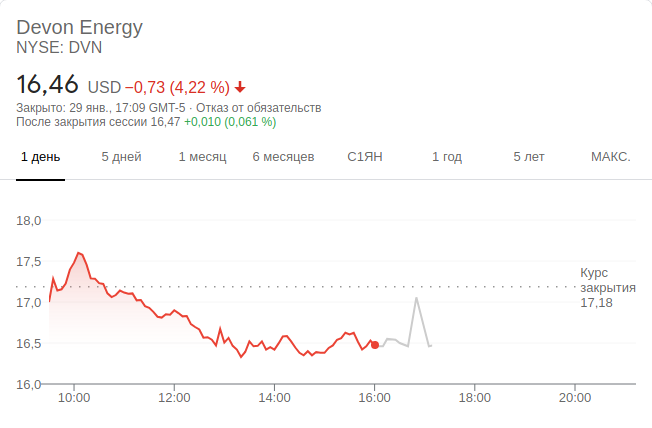 Devon Energy
NYSE: DVN
16,46 USD −0,73 (4,22 %)
Закрыто: 29 янв., 17:09 GMT-5 · Отказ от обязательств
После закрытия сессии 16,47 +0,010 (0,061 %)
1 день 5 дней 1 месяц 6 месяцев С1ЯН 1 год 5 лет МАКС.
18,0
17,5
17,0
16,5
16,0
Курс
закрытия
17,18
10:00 12:00 14:00 16:00 18:00 20:00